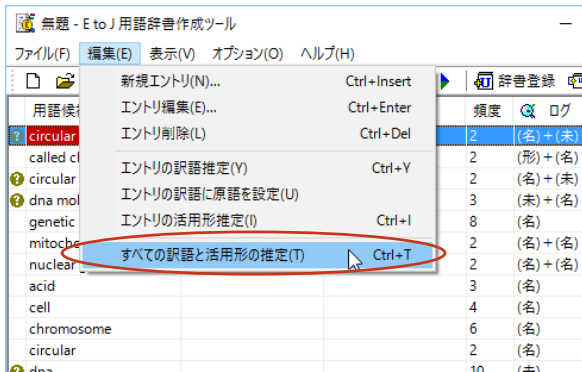 無題 - E to J 用語辞書作成ツール
ファイル(F) 編集(E) 表示(V) オプション(O) ヘルプ(H)
新規エントリ(N)... Ctrl+Insert
辞書登録
エントリ編集(E)... Ctrl+Enter
用語候 頻度 ログ
エントリ削除(L) Ctrl+Del
circular 2 (名)+(未)
called 2 (形)+(名)
エントリの訳語推定(Y) Ctrl+Y
circular 2 (名)+(未)
エントリの訳語に原語を設定(U)
dna mol 3 (未)+(名)
エントリの活用形推定(I) Ctrl+I
genetic 8 (名)
mitoch 2 (名)+(名)
すべての訳語と活用形の推定(T) Ctrl+T
nuclear 2 (名)+(名)
acid 3 (名)
cell 4 (名)
chromosome 6 (名)
circular 2 (名)
dna 10 (未)